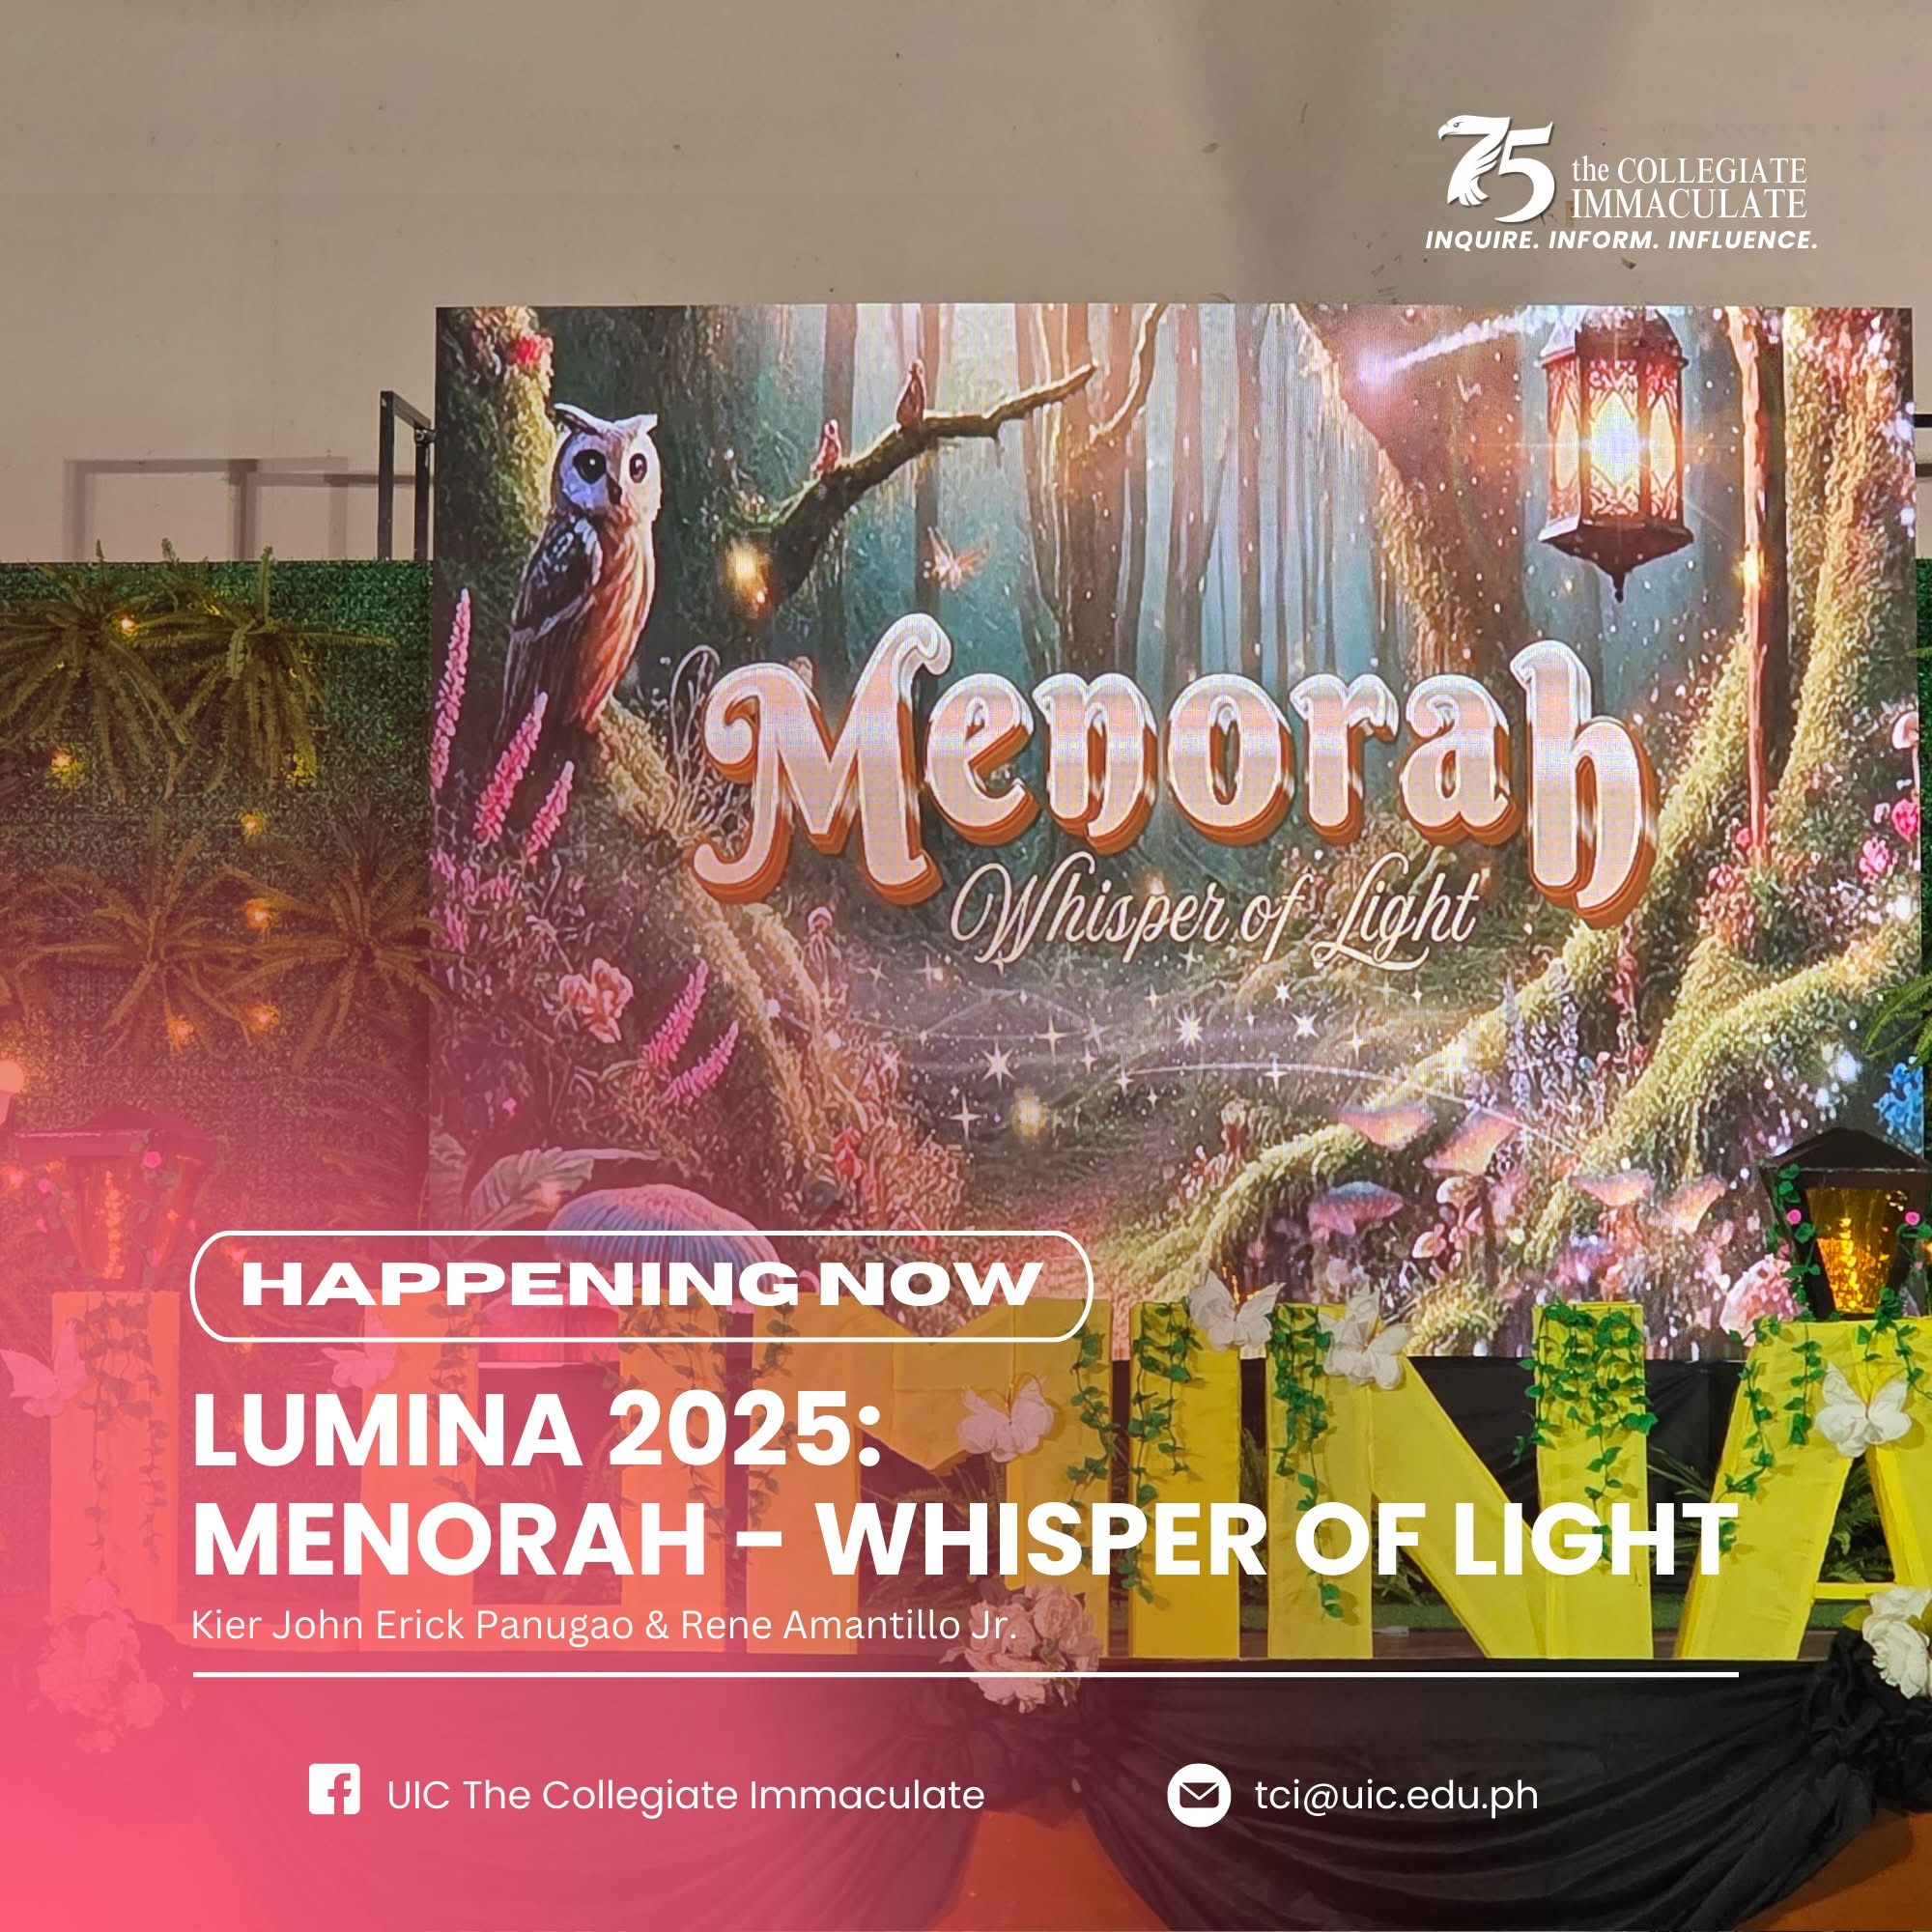 75 the COLLEGIATE
IMMACULATE
INQUIRE. INFORM. INFLUENCE.
Menorah
Whisper of Light
HAPPENING NOW
LUMINA
LUMINA 2025:
MENORAH - WHISPER OF LIGHT
Kier John Erick Panugao & Rene Amantillo Jr.
UIC The Collegiate Immaculate
tci@uic.edu.ph